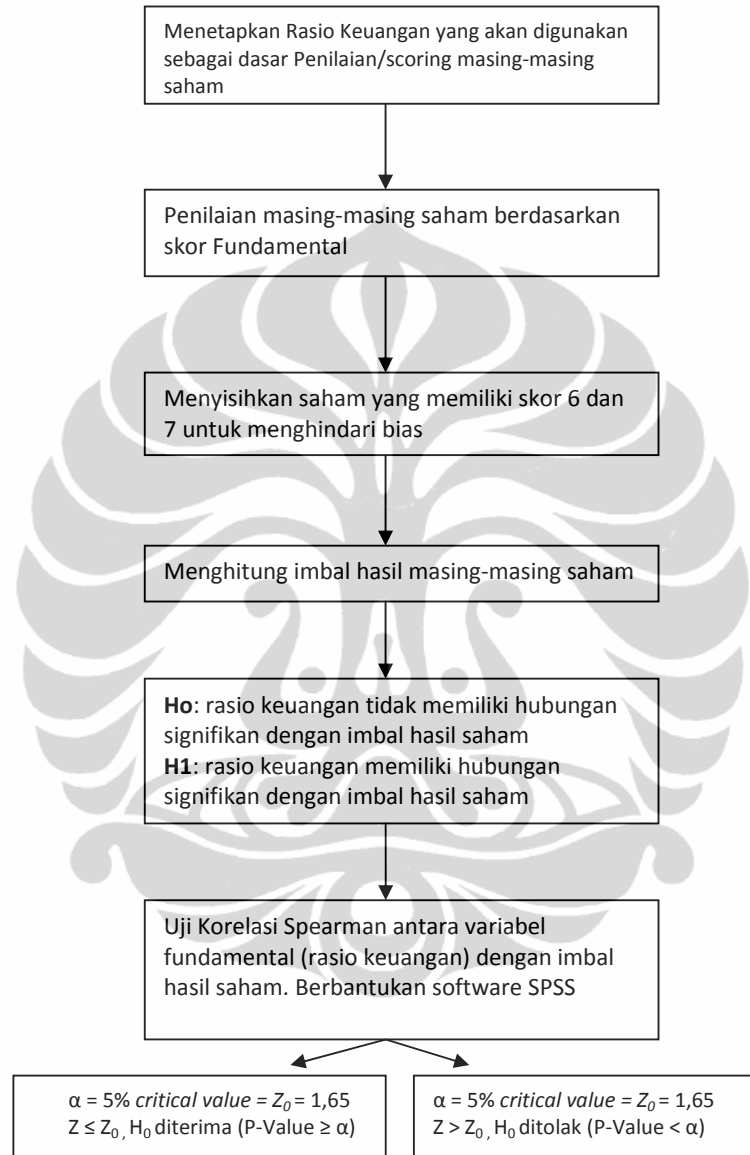 Menetapkan Rasio Keuangan yang akan digunakan
sebagai dasar Penilaian/scoring masing-masing
saham
Penilaian masing-masing saham berdasarkan
skor Fundamental
Menyisihkan saham yang memiliki skor 6 dan
7 untuk menghindari bias
Menghitung imbal hasil masing-masing saham
Ho: rasio keuangan tidak memiliki hubungan
signifikan dengan imbal hasil saham
H1: rasio keuangan memiliki hubungan
signifikan dengan imbal hasil saham
Uji Korelasi Spearman antara variabel
fundamental (rasio keuangan) dengan imbal
hasil saham. Berbantukan software SPSS
α = 5% critical value = Z₀ = 1,65
Z ≤ Z₀ , H₀ diterima (P-Value ≥ α)
α = 5% critical value = Z₀ = 1,65
Z > Z₀ , H₀ ditolak (P-Value < α)